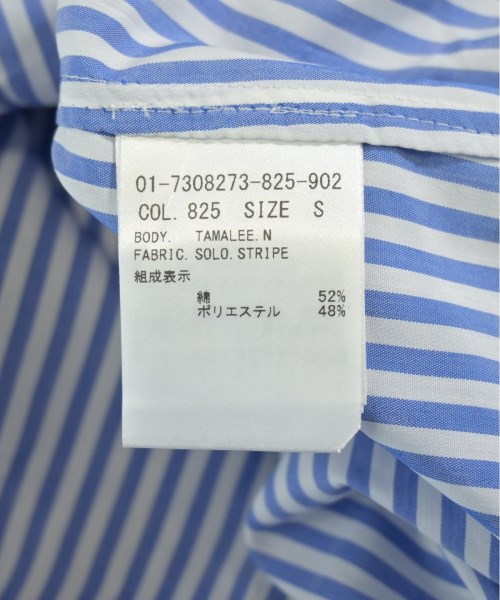 01-7308273-825-902
COL. 825 SIZE S
BODY. TAMALEE.N
FABRIC. SOLO.STRIPE
組成表示
綿 52%
ポリエステル 48%